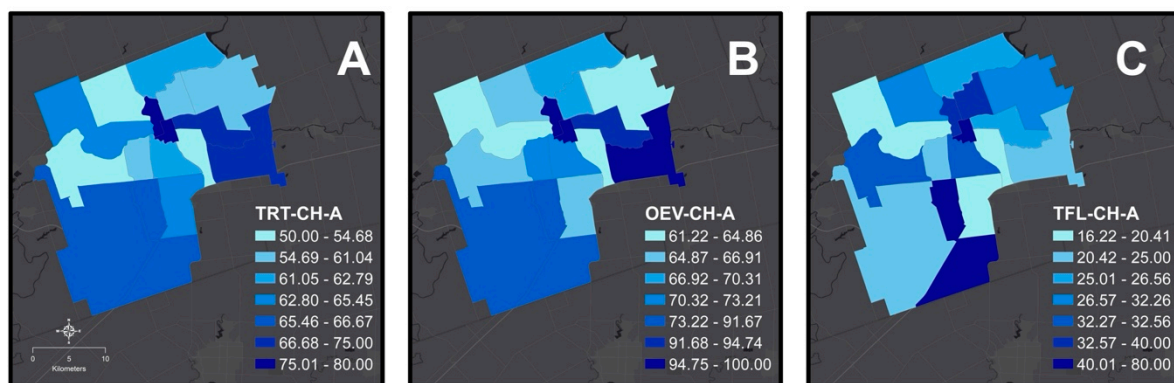 A
TRT-CH-A
50.00 - 54.68
54.69 - 61.04
61.05 - 62.79
62.80 - 65.45
65.46 - 66.67
66.68 - 75.00
75.01 - 80.00
0 5 10
Kilometers
B
OEV-CH-A
61.22 - 64.86
64.87 - 66.91
66.92 - 70.31
70.32 - 73.21
73.22 - 91.67
91.68 - 94.74
94.75 - 100.00
C
TFL-CH-A
16.22 - 20.41
20.42 - 25.00
25.01 - 26.56
26.57 - 32.26
32.27 - 32.56
32.57 - 40.00
40.01 - 80.00